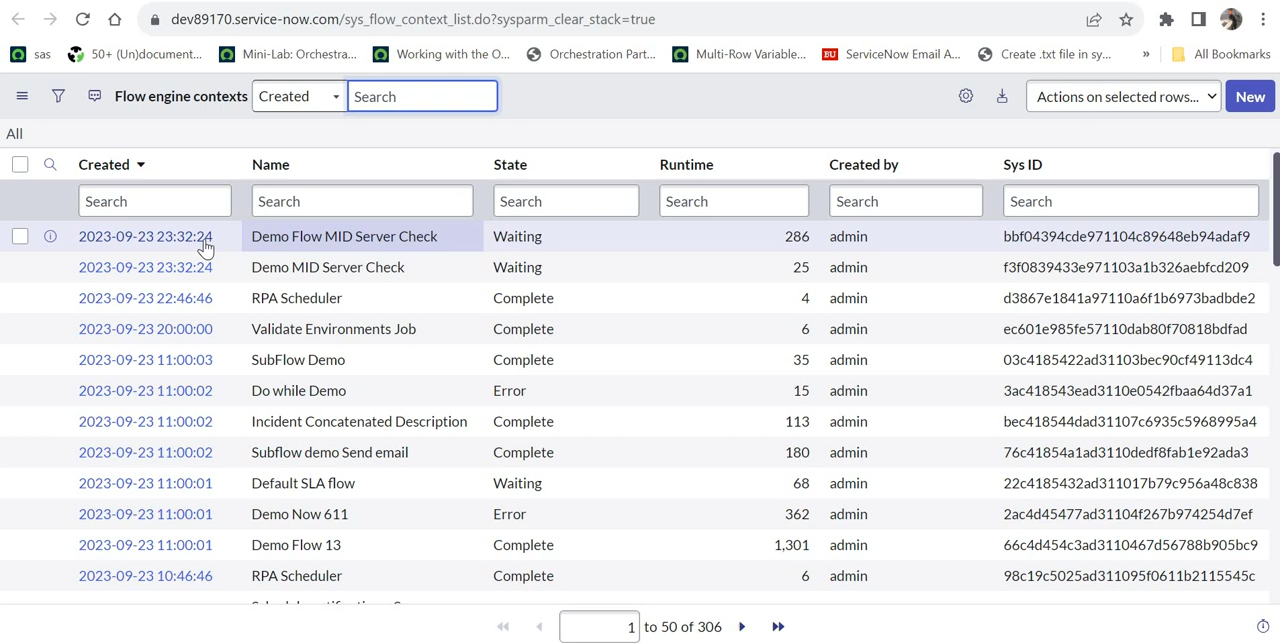 dev89170.service-now.com/sys_flow_context_list.do?sysparm_clear_stack=true
sas 50+ (Un)document... Mini-Lab: Orchestra... Working with the O... Orchestration Part... Multi-Row Variable... BU ServiceNow Email A... Create .txt file in sy... » All Bookmarks
Flow engine contexts Created Search Actions on selected rows... New
All
Created Name State Runtime Created by Sys ID
Search Search Search Search Search Search
2023-09-23 23:32:24 Demo Flow MID Server Check Waiting 286 admin bbf04394cde971104c89648eb94adaf9
2023-09-23 23:32:24 Demo MID Server Check Waiting 25 admin f3f0839433e971103a1b326aebfcd209
2023-09-23 22:46:46 RPA Scheduler Complete 4 admin d3867e1841a97110a6f1b6973badbde2
2023-09-23 20:00:00 Validate Environments Job Complete 6 admin ec601e985fe57110dab80f70818bdfad
2023-09-23 11:00:03 SubFlow Demo Complete 35 admin 03c4185422ad31103bec90cf49113dc4
2023-09-23 11:00:02 Do while Demo Error 15 admin 3ac418543ead3110e0542fbaa64d37a1
2023-09-23 11:00:02 Incident Concatenated Description Complete 113 admin bec418544dad31107c6935c5968995a4
2023-09-23 11:00:02 Subflow demo Send email Complete 180 admin 76c41854a1ad3110dedf8fab1e92ada3
2023-09-23 11:00:01 Default SLA flow Waiting 68 admin 22c4185432ad311017b79c956a48c838
2023-09-23 11:00:01 Demo Now 611 Error 362 admin 2ac4d45477ad31104f267b974254d7ef
2023-09-23 11:00:01 Demo Flow 13 Complete 1,301 admin 66c4d454c3ad3110467d56788b905bc9
2023-09-23 10:46:46 RPA Scheduler Complete 6 admin 98c19c5025ad311095f0611b2115545c
1 to 50 of 306